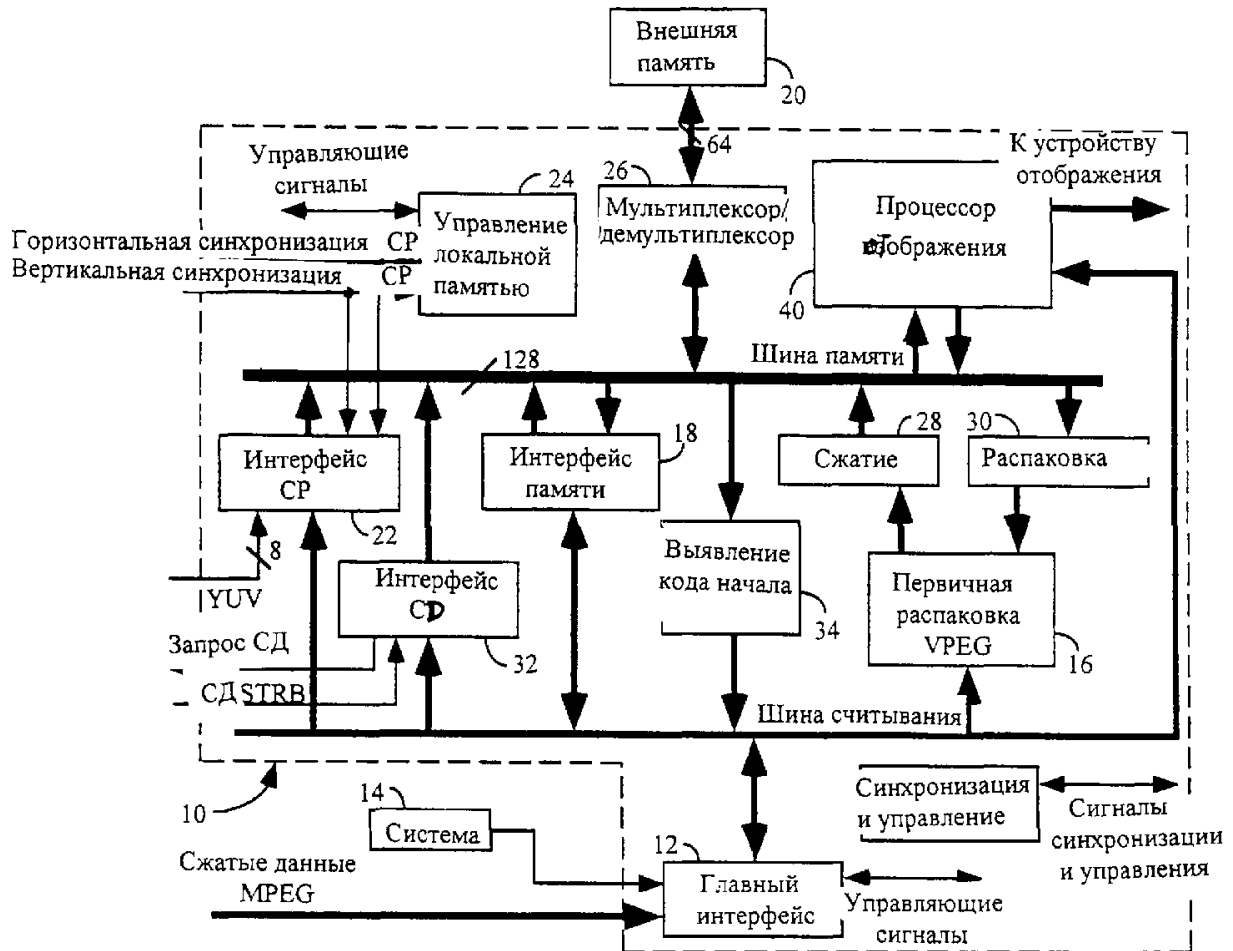 Внешняя
память
20
64
К устройству
отображения
Управляюшие
сигналы
24
26
Управление
локальной
памятью
Мультиплексор/
демультиплексор
Процессор
отображения
40
Горизонтальная синхронизация СР
Вертикальная синхронизация СР
Шина памяти
128
Интерфейс
СР
22
8
YUV
Интерфейс
памяти
18
Сжатие
28
Распаковка
30
Интерфейс
CD
32
Запрос СД
СД STRB
Выявление
кода начала
34
Первичная
распаковка
VPEG
16
Шина считывания
10
14
Система
Сжатые данные
MPEG
12
Главный
интерфейс
Управляющие
сигналы
Синхронизация
и управление
Сигналы
синхронизации
и управления